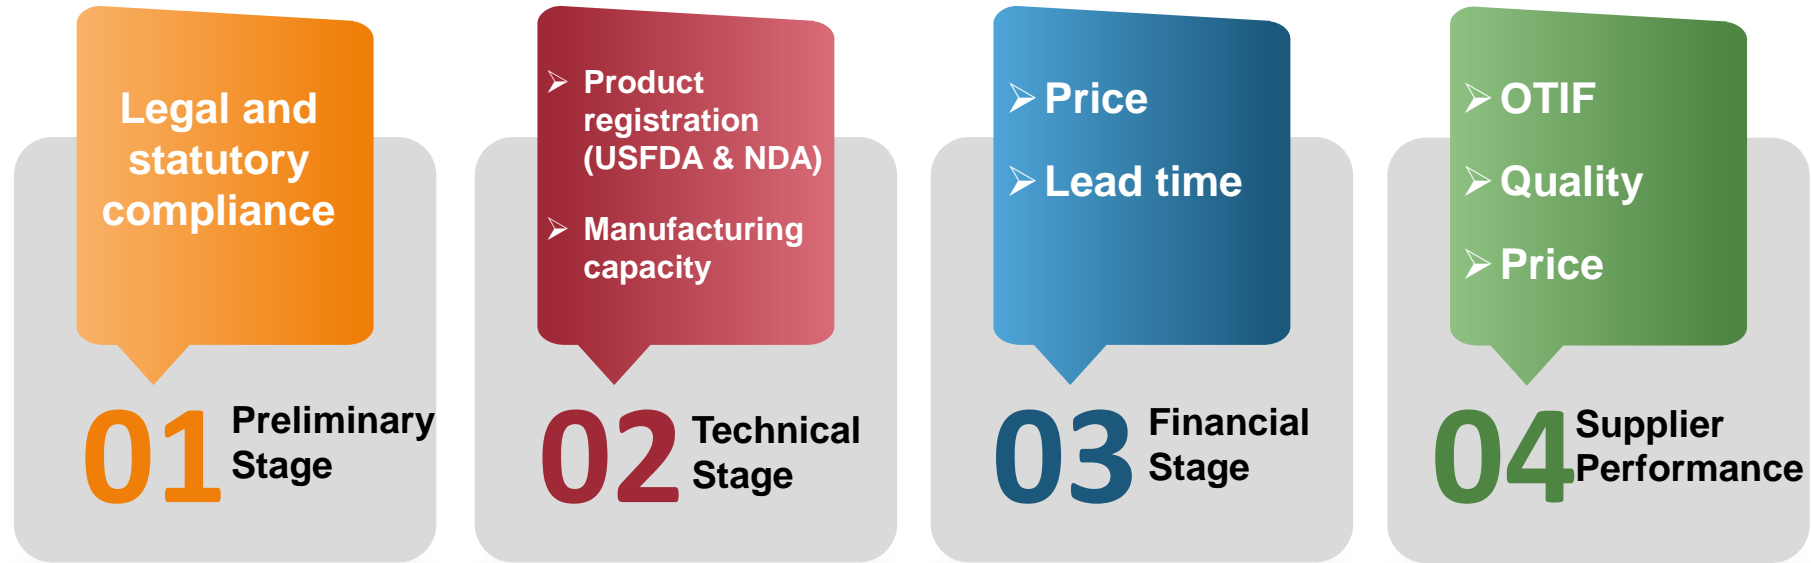 Legal and
statutory
compliance
01
Preliminary
Stage
➢ Product
registration
(USFDA & NDA)
➢ Manufacturing
capacity
02
Technical
Stage
➢ Price
➢ Lead time
03
Financial
Stage
➢ OTIF
➢ Quality
➢ Price
04
Supplier
Performance